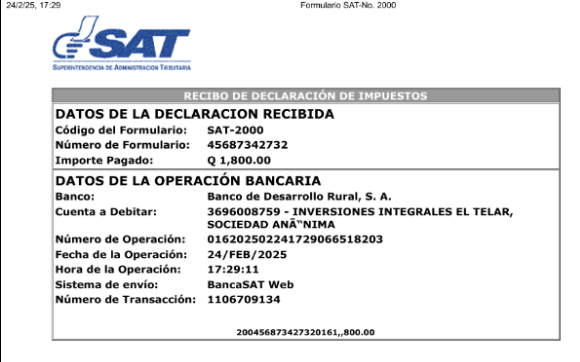 24/2/25, 17:29 Formulario SAT-No. 2000
SAT
SUPERINTENDENCIA DE ADMINISTRACION TRIBUTARIA
RECIBO DE DECLARACIÓN DE IMPUESTOS
DATOS DE LA DECLARACION RECIBIDA
Código del Formulario: SAT-2000
Número de Formulario: 45687342732
Importe Pagado: Q 1,800.00
DATOS DE LA OPERACIÓN BANCARIA
Banco: Banco de Desarrollo Rural, S. A.
Cuenta a Debitar: 3696008759 - INVERSIONES INTEGRALES EL TELAR,
SOCIEDAD ANÃ“NIMA
Número de Operación: 016202502241729066518203
Fecha de la Operación: 24/FEB/2025
Hora de la Operación: 17:29:11
Sistema de envío: BancaSAT Web
Número de Transacción: 1106709134
200456873427320161,,800.00